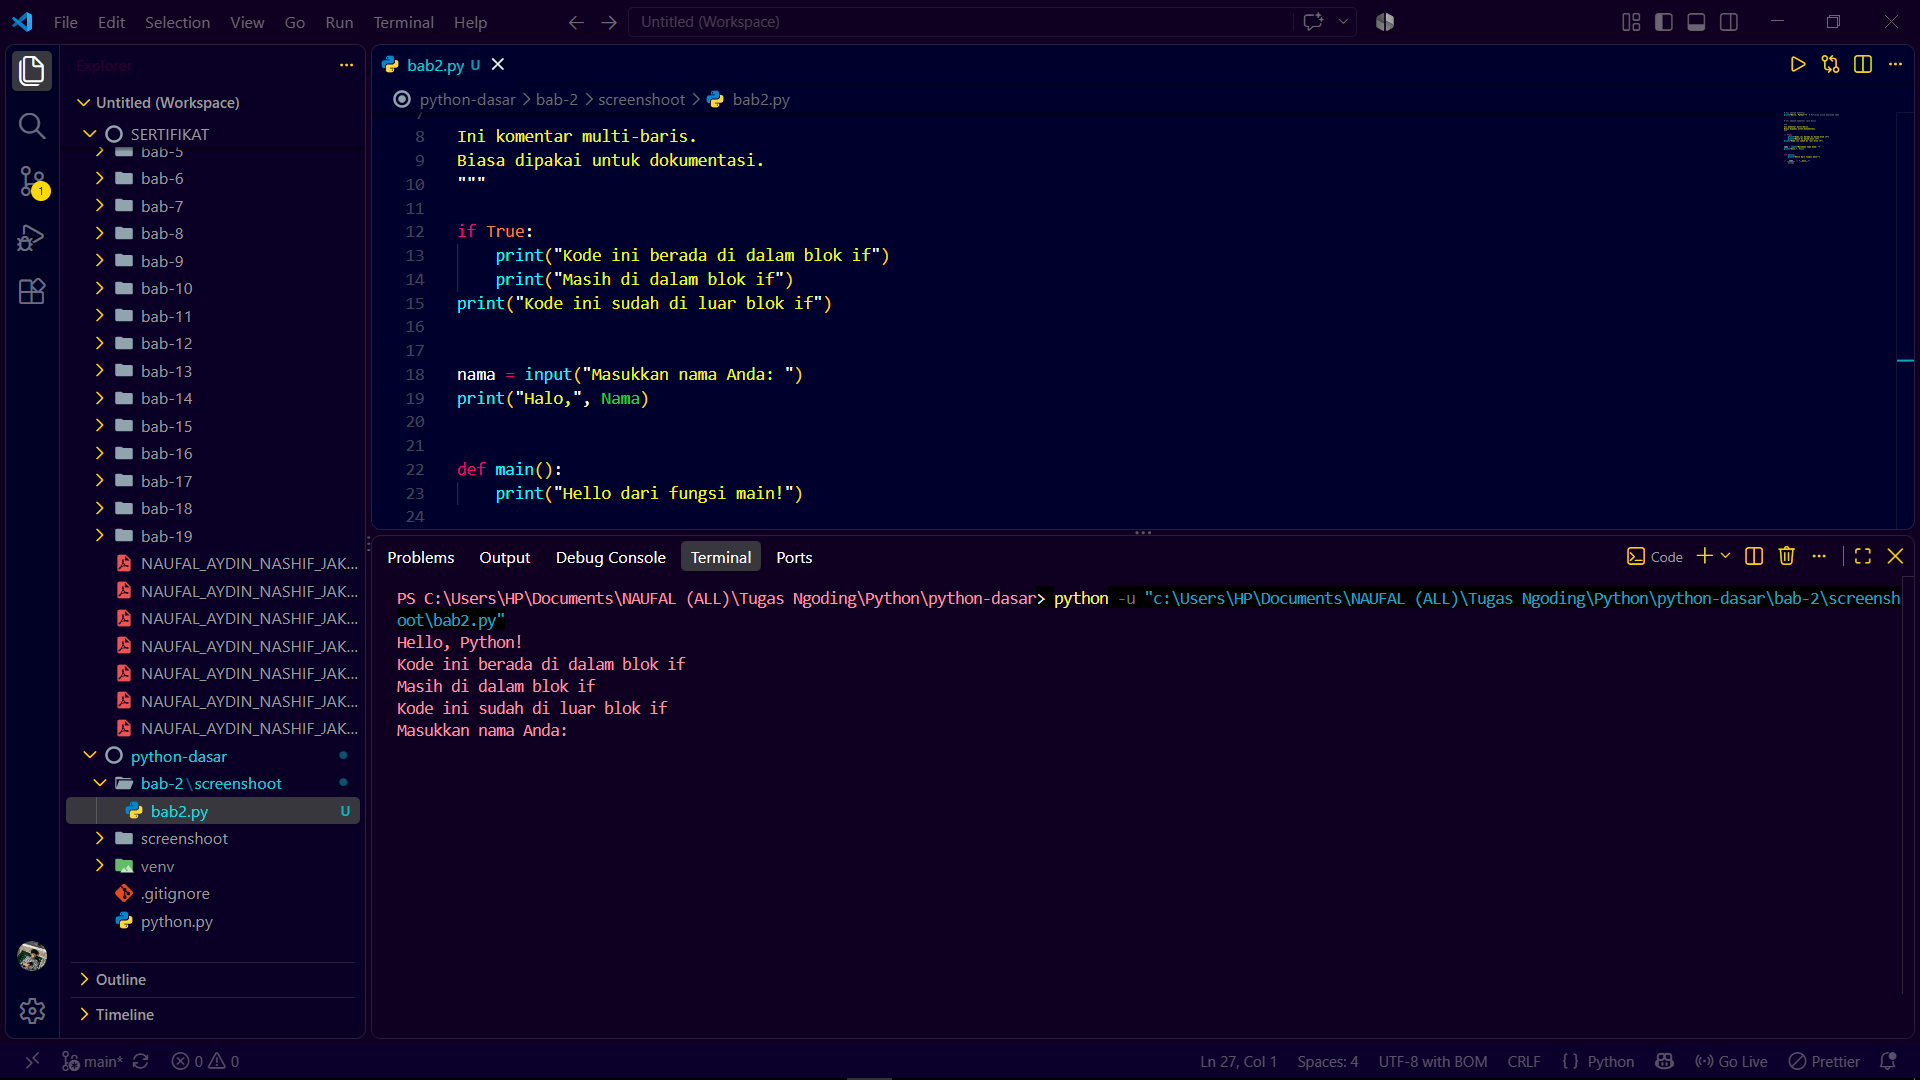 File Edit Selection View Go Run Terminal Help
Untitled (Workspace)
Explorer
Untitled (Workspace)
SERTIFIKAT
bab-5
bab-6
bab-7
bab-8
bab-9
bab-10
bab-11
bab-12
bab-13
bab-14
bab-15
bab-16
bab-17
bab-18
bab-19
NAUFAL_AYDIN_NASHIF_JAK...
NAUFAL_AYDIN_NASHIF_JAK...
NAUFAL_AYDIN_NASHIF_JAK...
NAUFAL_AYDIN_NASHIF_JAK...
NAUFAL_AYDIN_NASHIF_JAK...
NAUFAL_AYDIN_NASHIF_JAK...
NAUFAL_AYDIN_NASHIF_JAK...
python-dasar
bab-2\screenshoot
bab2.py U
screenshoot
venv
.gitignore
python.py
Outline
Timeline
1
bab2.py U
python-dasar > bab-2 > screenshoot > bab2.py
7
8 Ini komentar multi-baris.
9 Biasa dipakai untuk dokumentasi.
10 """
11
12 if True:
13 print("Kode ini berada di dalam blok if")
14 print("Masih di dalam blok if")
15 print("Kode ini sudah di luar blok if")
16
17
18 nama = input("Masukkan nama Anda: ")
19 print("Halo,", Nama)
20
21
22 def main():
23 print("Hello dari fungsi main!")
24
Problems Output Debug Console Terminal Ports
Code
PS C:\Users\HP\Documents\NAUFAL (ALL)\Tugas Ngoding\Python\python-dasar> python -u "c:\Users\HP\Documents\NAUFAL (ALL)\Tugas Ngoding\Python\python-dasar\bab-2\screensh
oot\bab2.py"
Hello, Python!
Kode ini berada di dalam blok if
Masih di dalam blok if
Kode ini sudah di luar blok if
Masukkan nama Anda:
main* 0 0
Ln 27, Col 1 Spaces: 4 UTF-8 with BOM CRLF { } Python Go Live Prettier